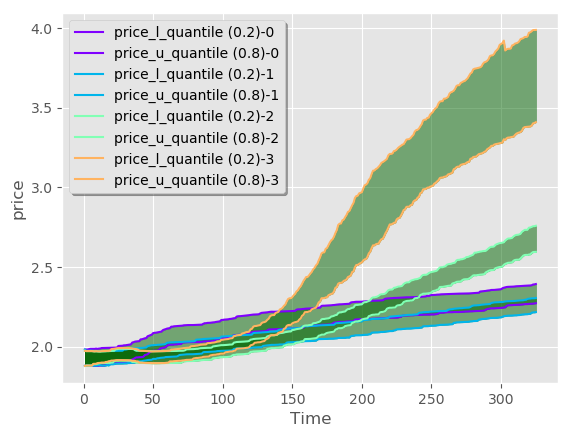 4.0
3.5
3.0
2.5
2.0
price
price_l_quantile (0.2)-0
price_u_quantile (0.8)-0
price_l_quantile (0.2)-1
price_u_quantile (0.8)-1
price_l_quantile (0.2)-2
price_u_quantile (0.8)-2
price_l_quantile (0.2)-3
price_u_quantile (0.8)-3
0 50 100 150 200 250 300
Time